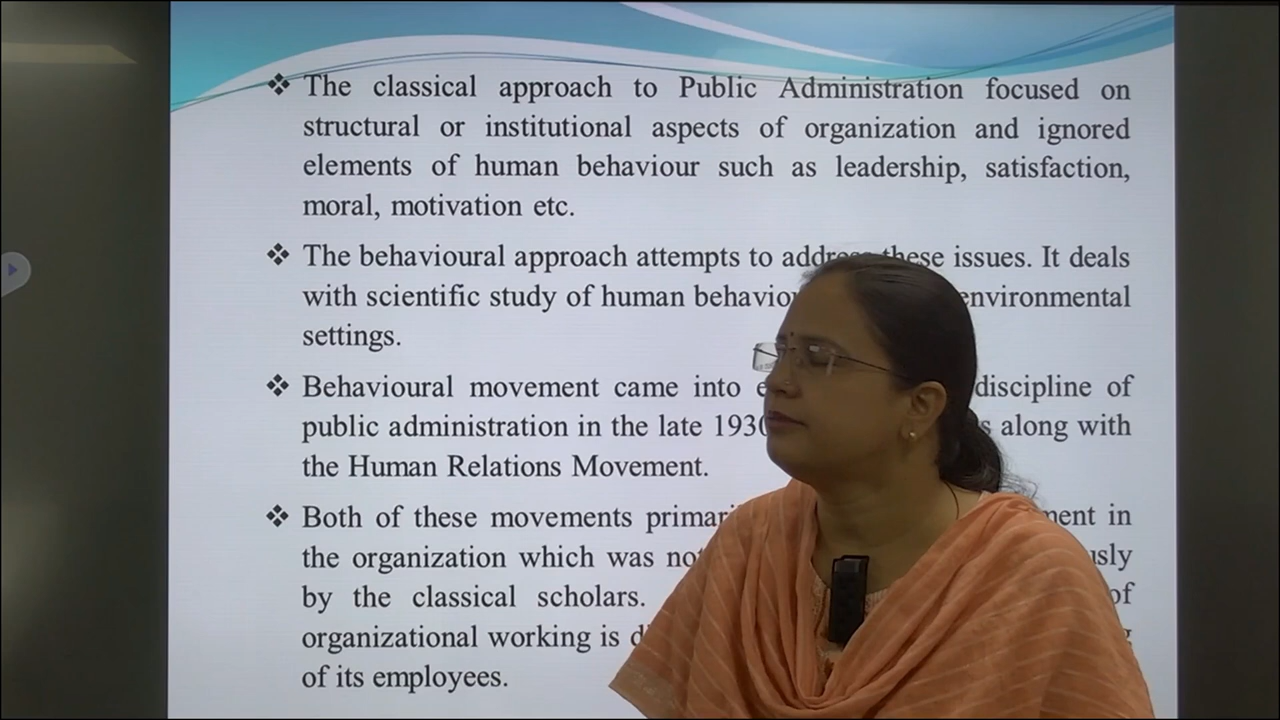 ❖ The classical approach to Public Administration focused on
structural or institutional aspects of organization and ignored
elements of human behaviour such as leadership, satisfaction,
moral, motivation etc.
❖ The behavioural approach attempts to address these issues. It deals
with scientific study of human environmental
settings.
❖ Behavioural movement came into discipline of
public administration in the late along with
the Human Relations Movement.
❖ Both of these movements in
the organization which was
by the classical scholars. of
organizational working is
of its employees.